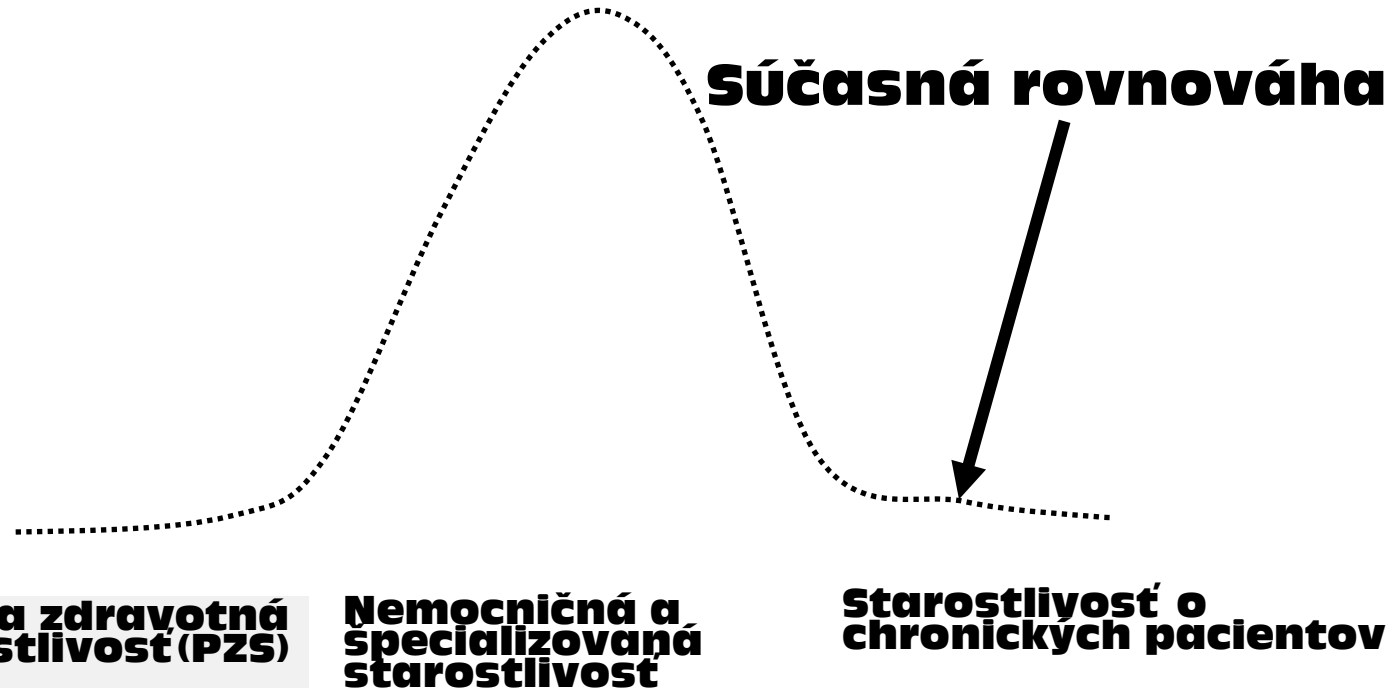 Súčasná rovnováha
a zdravotná
stlivosť (PZS)
Nemocničná a
špecializovaná
starostlivosť
Starostlivosť o
chronických pacientov